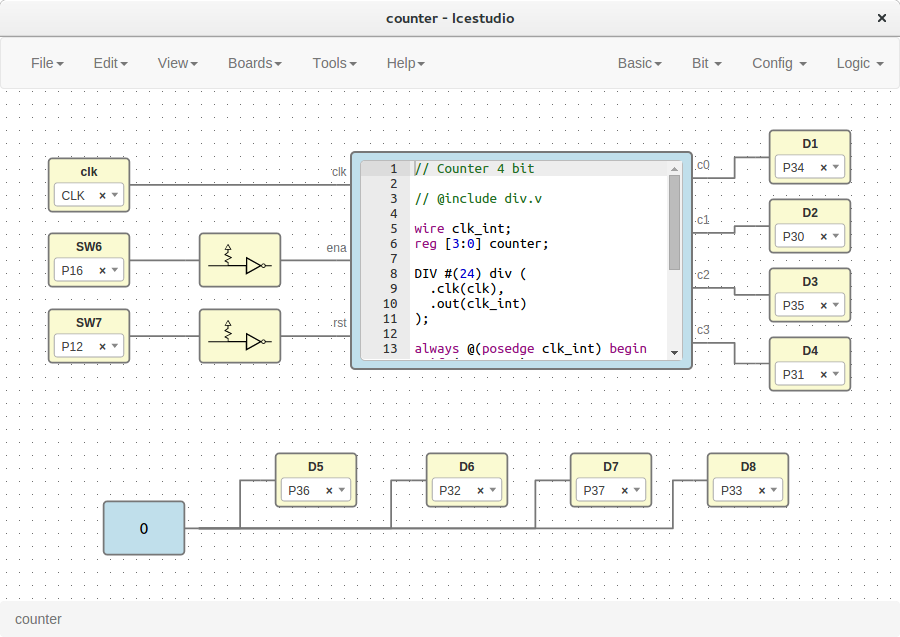 counter - Icestudio
×
File Edit View Boards Tools Help Basic Bit Config Logic
clk
CLK ×
SW6
P16 ×
SW7
P12 ×
clk
ena
rst
1 // Counter 4 bit
2
3 // @include div.v
4
5 wire clk_int;
6 reg [3:0] counter;
7
8 DIV #(24) div (
9 .clk(clk),
10 .out(clk_int)
11 );
12
13 always @(posedge clk_int) begin
c0
c1
c2
c3
D1
P34 ×
D2
P30 ×
D3
P35 ×
D4
P31 ×
D5
P36 ×
D6
P32 ×
D7
P37 ×
D8
P33 ×
0
counter